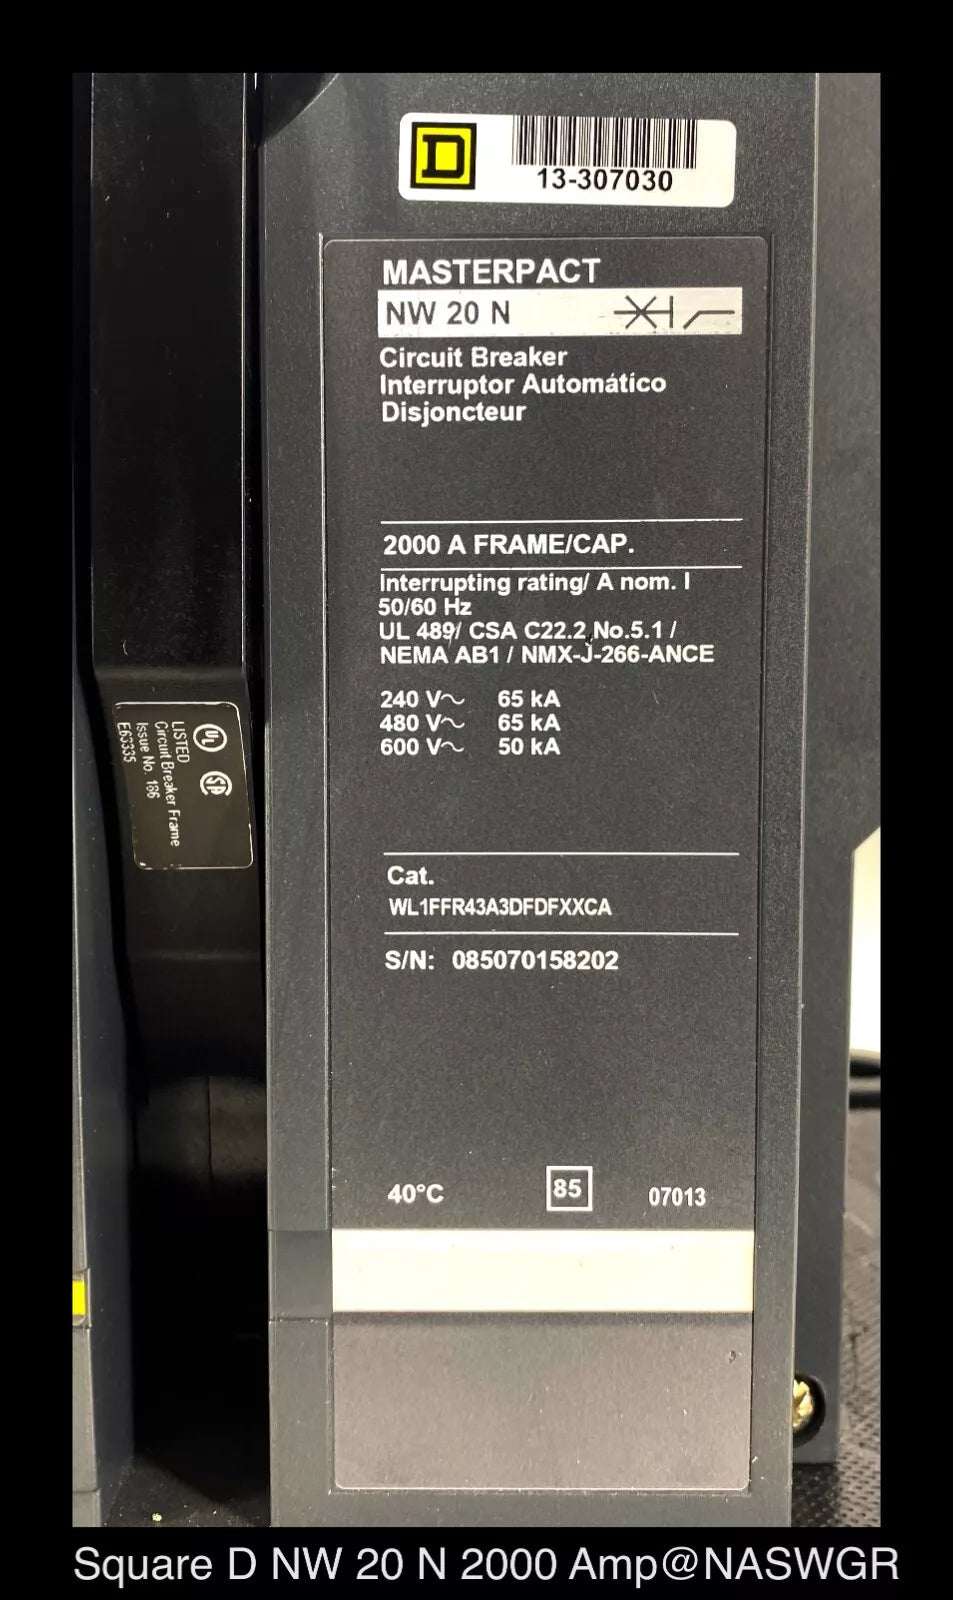 D
13-307030
MASTERPACT
NW 20 N
Circuit Breaker
Interruptor Automático
Disjoncteur
2000 A FRAME/CAP.
Interrupting rating/ A nom. I
50/60 Hz
UL 489/ CSA C22.2 No.5.1 /
NEMA AB1 / NMX-J-266-ANCE
240 V~ 65 kA
480 V~ 65 kA
600 V~ 50 kA
UL SA
LISTED
Circuit Breaker Frame
Issue No. 186
E63335
Cat.
WL1FFR43A3DFDFXXCA
S/N: 085070158202
40°C 85 07013
Square D NW 20 N 2000 Amp@NASWGR